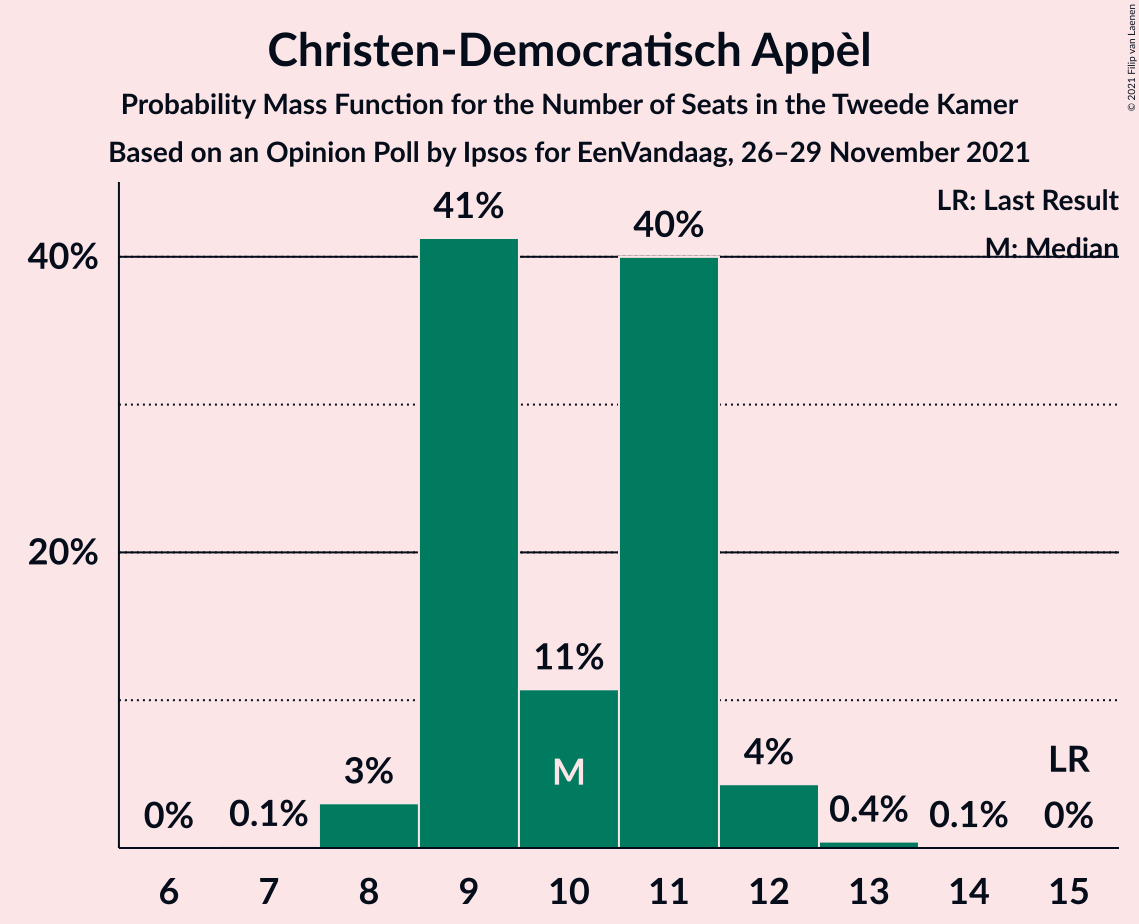 Christen-Democratisch Appèl
Probability Mass Function for the Number of Seats in the Tweede Kamer
Based on an Opinion Poll by Ipsos for EenVandaag, 26–29 November 2021
© 2021 Filip van Laenen
LR: Last Result
M: Median
40%
20%
0%
0.1%
3%
41%
11%
40%
4%
0.4%
0.1%
0%
M
LR
6 7 8 9 10 11 12 13 14 15